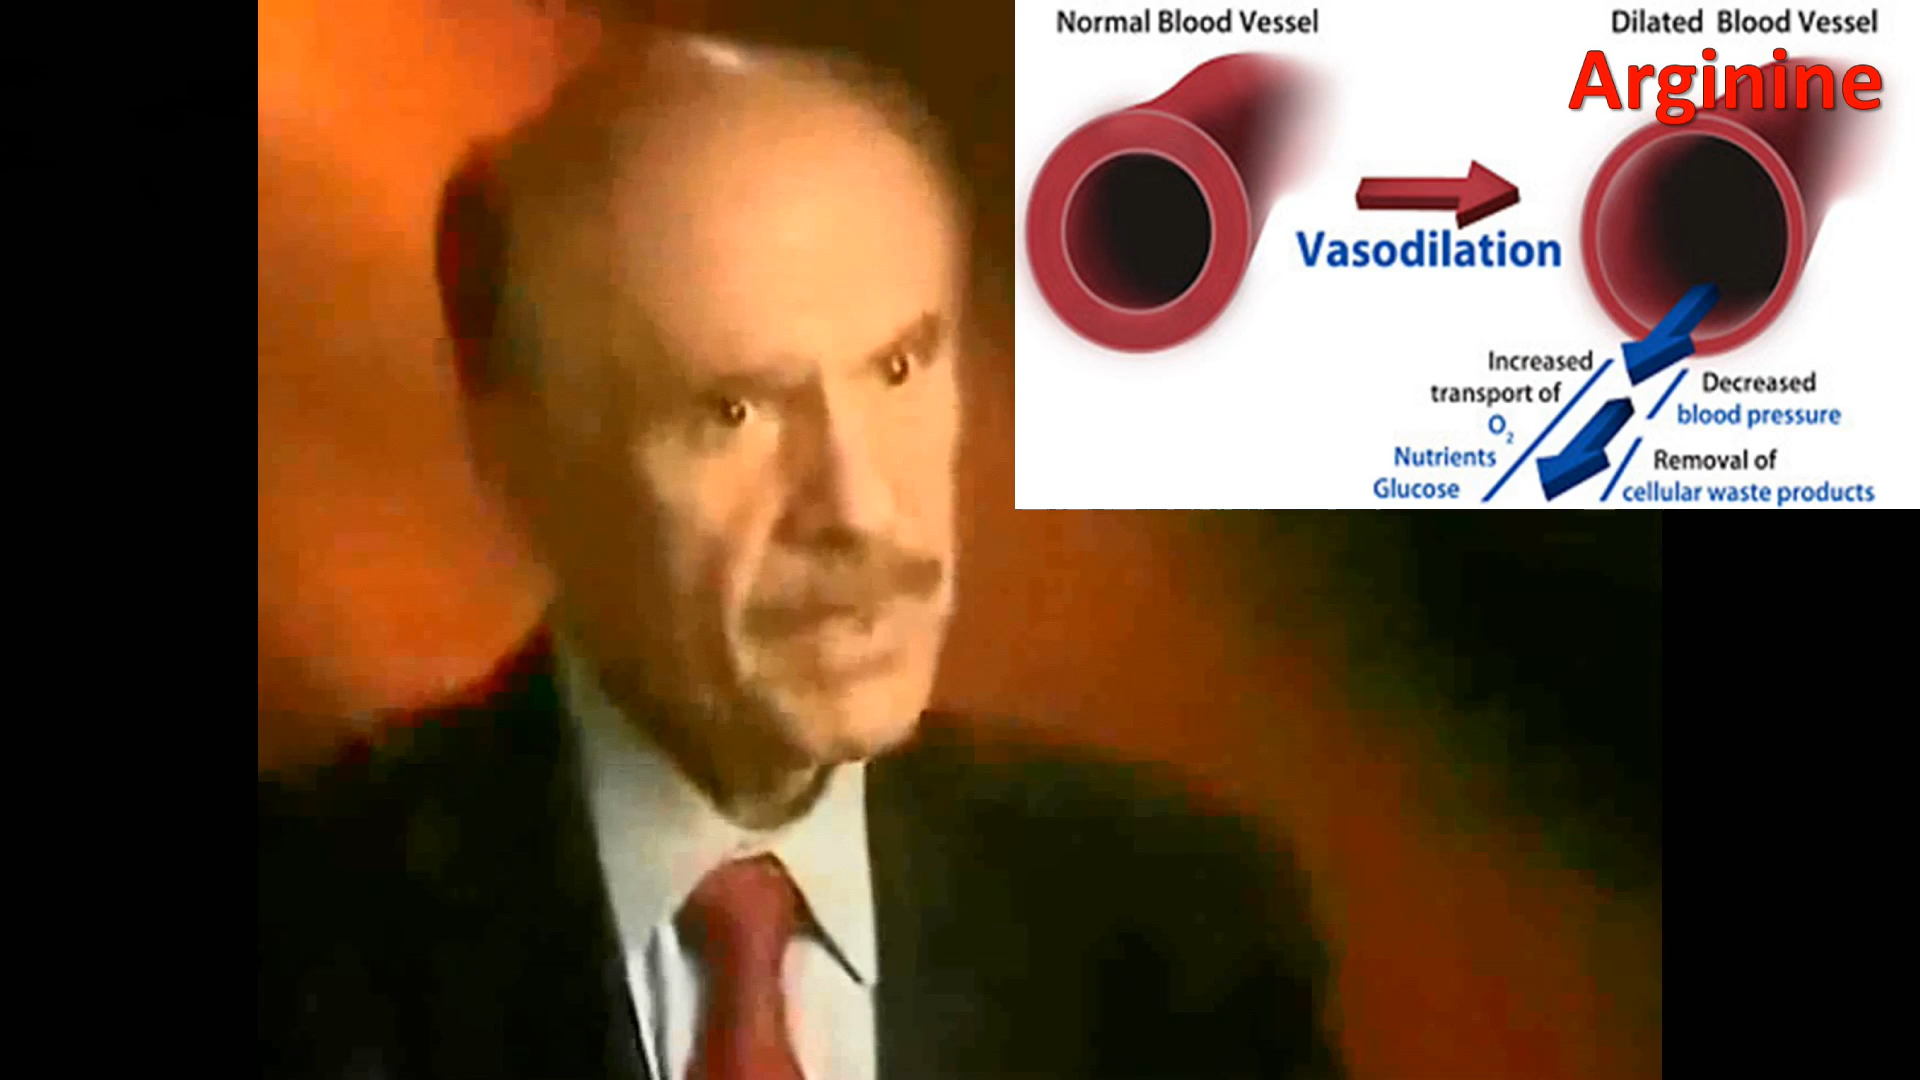 Normal Blood Vessel
Dilated Blood Vessel
Arginine
Vasodilation
Increased
transport of
O₂
Nutrients
Glucose
Decreased
blood pressure
Removal of
cellular waste products